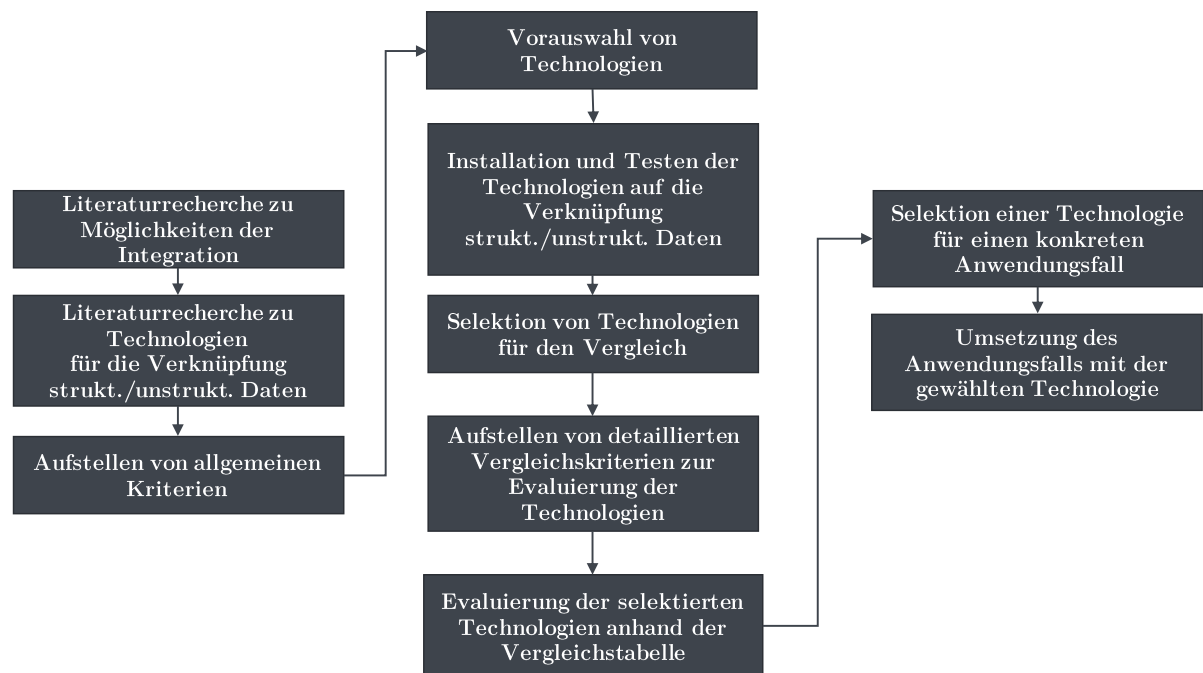 Literaturrecherche zu
Möglichkeiten der
Integration
Literaturrecherche zu
Technologien
für die Verknüpfung
strukt./unstrukt. Daten
Aufstellen von allgemeinen
Kriterien
Vorauswahl von
Technologien
Installation und Testen der
Technologien auf die
Verknüpfung
strukt./unstrukt. Daten
Selektion von Technologien
für den Vergleich
Aufstellen von detaillierten
Vergleichskriterien zur
Evaluierung der
Technologien
Evaluierung der selektierten
Technologien anhand der
Vergleichstabelle
Selektion einer Technologie
für einen konkreten
Anwendungsfall
Umsetzung des
Anwendungsfalls mit der
gewählten Technologie